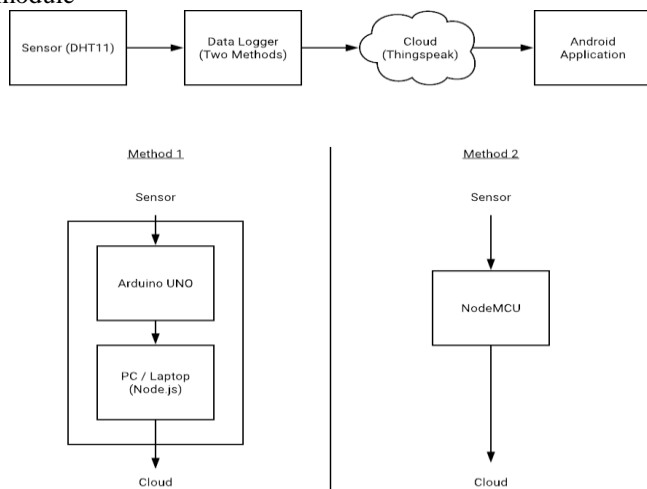 module
Sensor (DHT11)
Data Logger
(Two Methods)
Cloud
(Thingspeak)
Android
Application
Method 1
Sensor
Arduino UNO
PC / Laptop
(Node.js)
Cloud
Method 2
Sensor
NodeMCU
Cloud